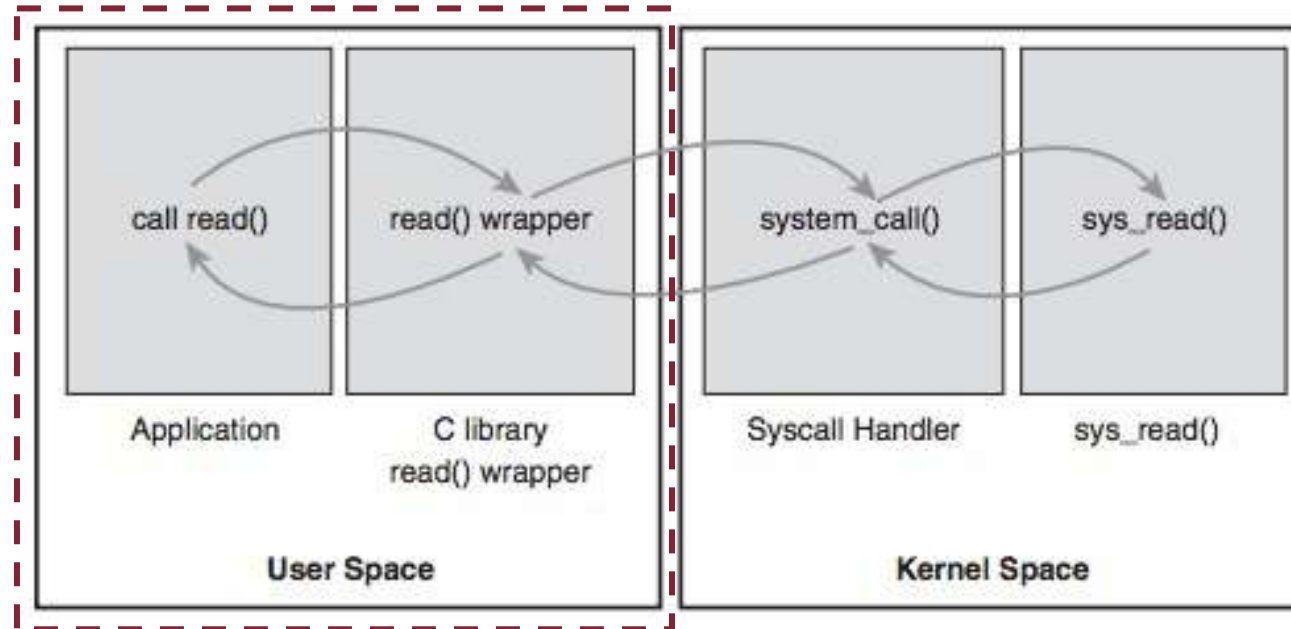 call read()
read() wrapper
system_call()
sys_read()
Application
C library
read() wrapper
Syscall Handler
sys_read()
User Space
Kernel Space